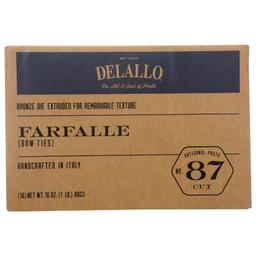 EST 1950
DELALLO
The Art & Soul of Pasta
BRONZE DIE EXTRUDED FOR REMARKABLE TEXTURE
FARFALLE
[BOW TIES]
HANDCRAFTED IN ITALY
ARTISANAL PASTA
NO. 87
CUT
(16) NET WT. 16 OZ. (1 LB.) BAGS